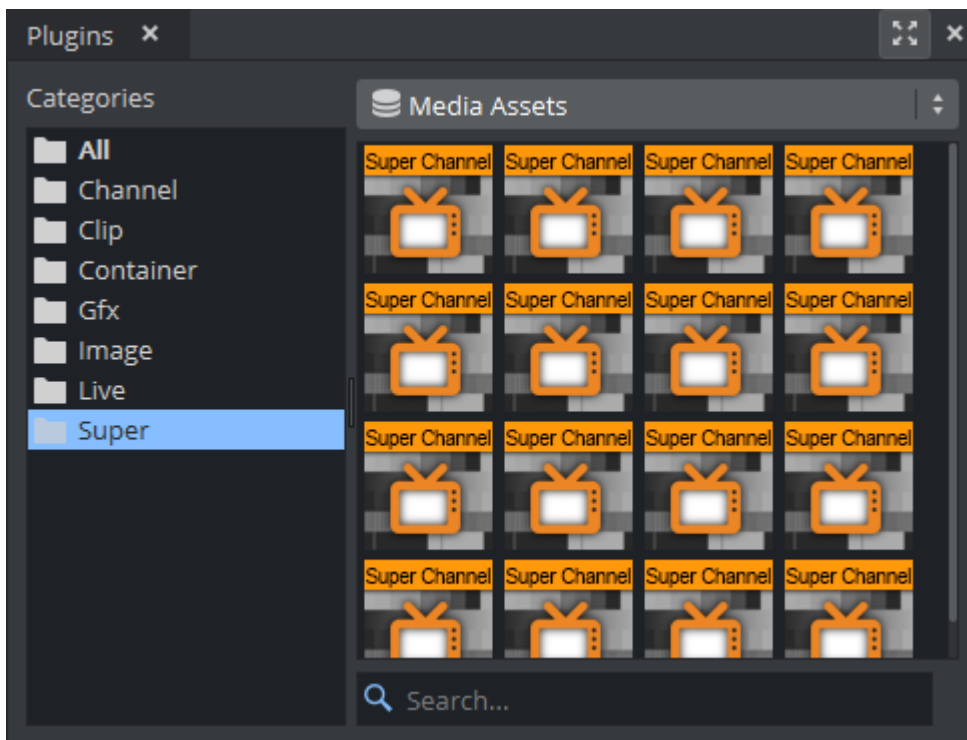 Plugins
Categories
Media Assets
All
Channel
Clip
Container
Gfx
Image
Live
Super
Super Channel Super Channel Super Channel Super Channel
Super Channel Super Channel Super Channel Super Channel
Super Channel Super Channel Super Channel Super Channel
Super Channel Super Channel Super Channel Super Channel
Search...